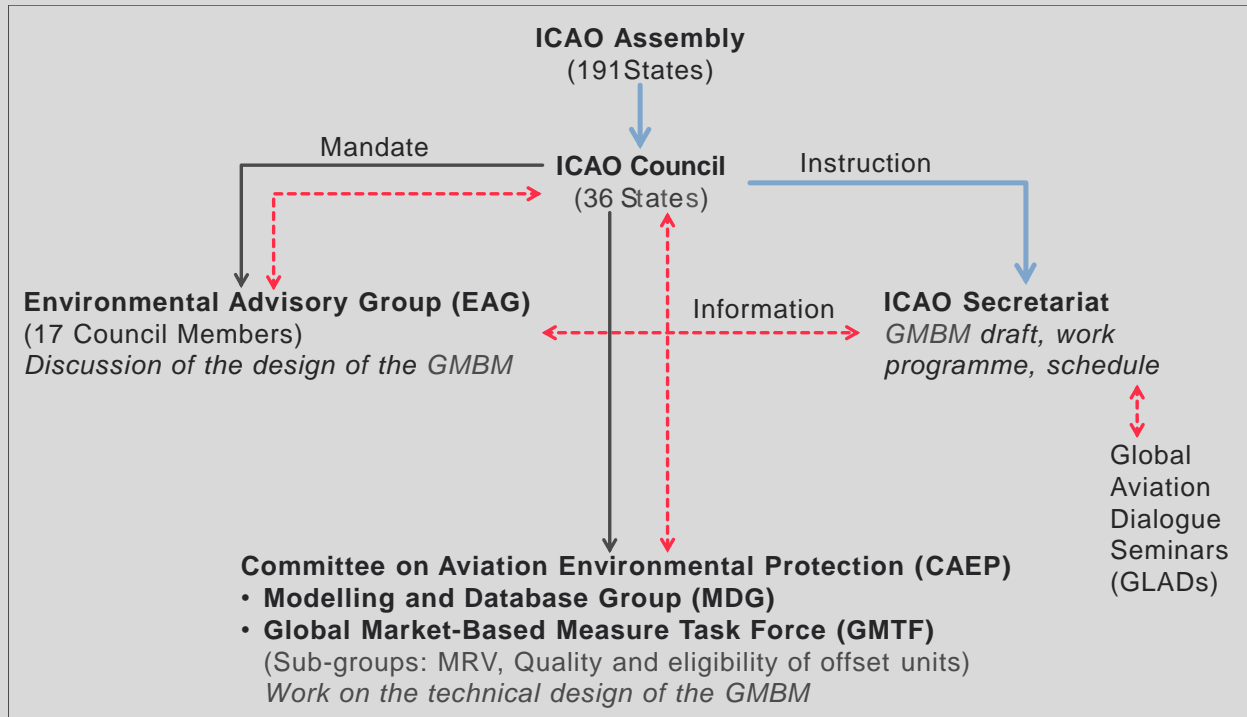 ICAO Assembly
(191States)
Mandate
ICAO Council
(36 States)
Instruction
Environmental Advisory Group (EAG)
(17 Council Members)
Discussion of the design of the GMBM
Information
ICAO Secretariat
GMBM draft, work
programme, schedule
Global
Aviation
Dialogue
Seminars
(GLADs)
Committee on Aviation Environmental Protection (CAEP)
• Modelling and Database Group (MDG)
• Global Market-Based Measure Task Force (GMTF)
(Sub-groups: MRV, Quality and eligibility of offset units)
Work on the technical design of the GMBM